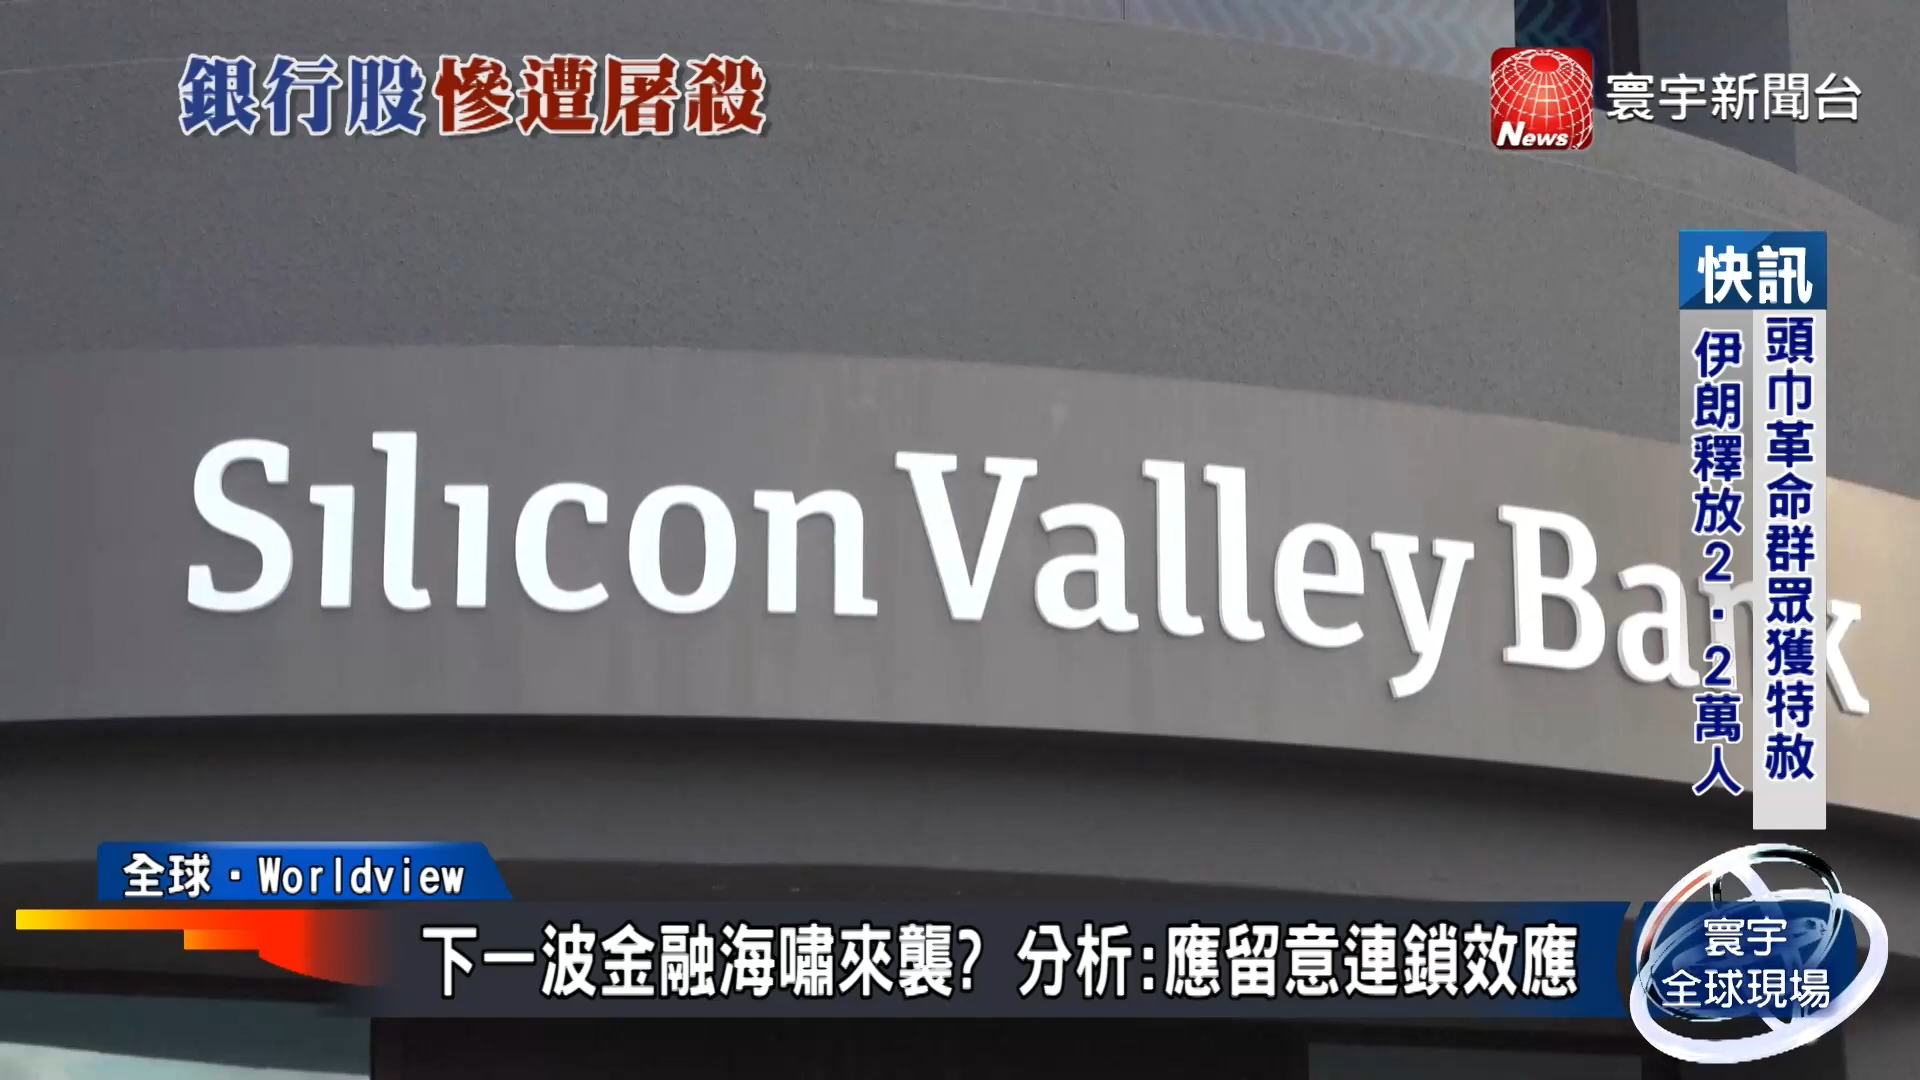 銀行股慘遭屠殺
News
寰宇新聞台
快訊
頭巾革命群眾獲特赦
伊朗釋放2.2萬人
Silicon Valley Bank
全球·Worldview
下一波金融海嘯來襲? 分析:應留意連鎖效應
寰宇
全球現場